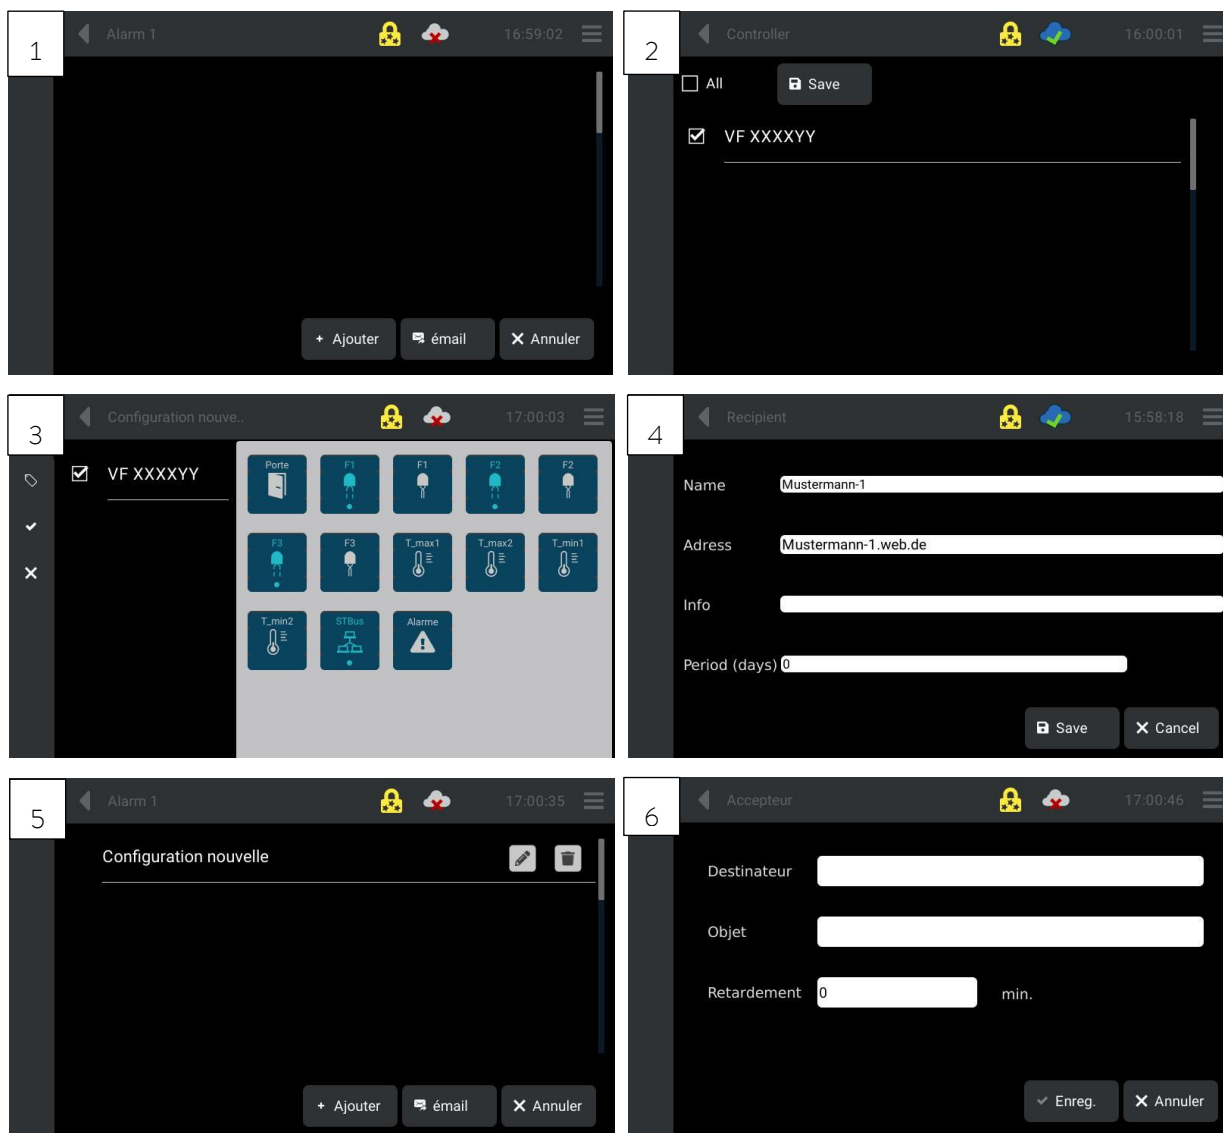 1
Alarm 1
16:59:02
+ Ajouter
émail
Annuler
2
Controller
16:00:01
All
Save
VF XXXXYY
3
Configuration nouve..
17:00:03
VF XXXXYY
Porte
F1
F1
F2
F2
F3
F3
T_max1
T_max2
T_min1
T_min2
STBus
Alarme
4
Recipient
15:58:18
Name
Mustermann-1
Adress
Mustermann-1.web.de
Info
Period (days)
0
Save
Cancel
5
Alarm 1
17:00:35
Configuration nouvelle
+ Ajouter
émail
Annuler
6
Accepteur
17:00:46
Destinateur
Objet
Retardement
0
min.
Enreg.
Annuler